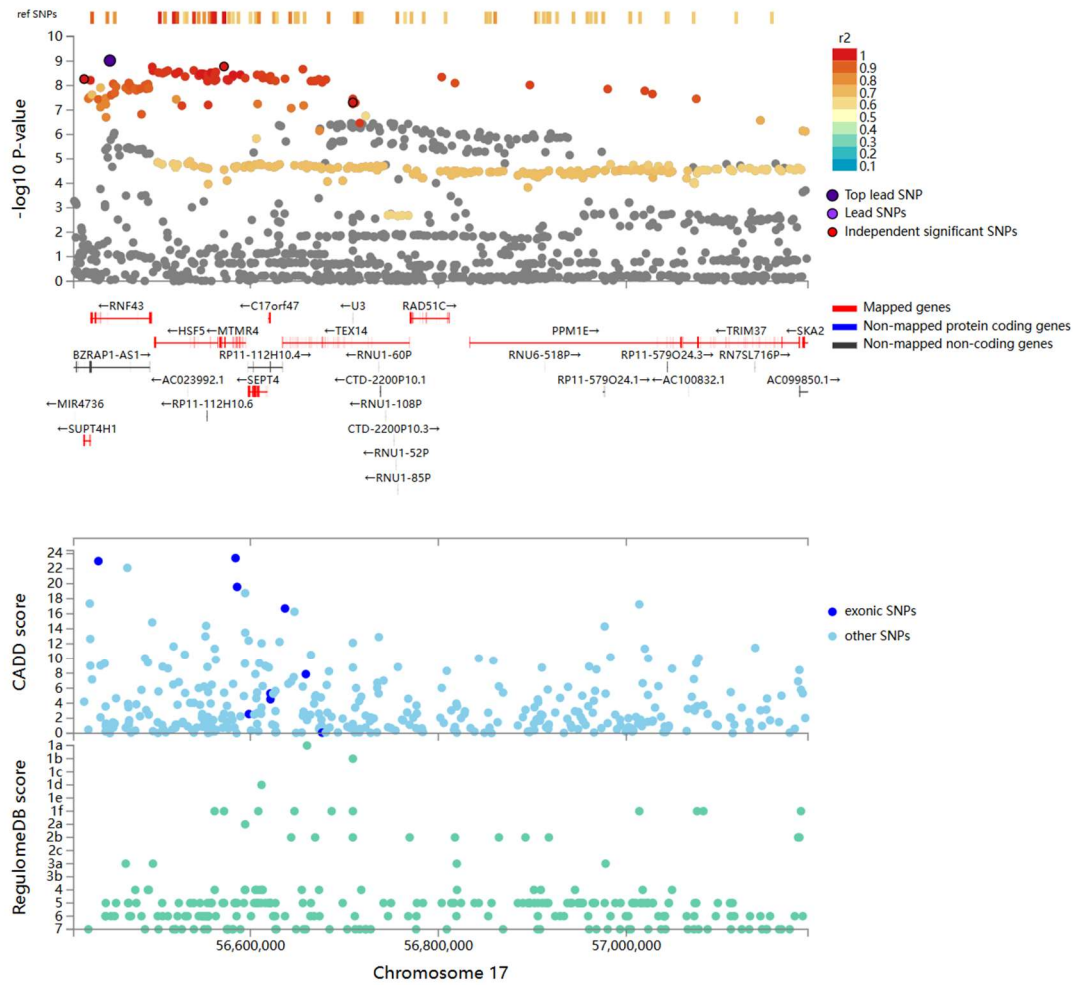 ref SNPs
10
9
8
7
6
5
4
3
2
1
0
-log10 P-value
r2
1
0.9
0.8
0.7
0.6
0.5
0.4
0.3
0.2
0.1
Top lead SNP
Lead SNPs
Independent significant SNPs
←RNF43 ←C17orf47 ←U3 RAD51C→
←HSF5 ←MTMR4 ←TEX14 PPM1E→ ←TRIM37 ←SKA2
BZRAP1-AS1→ RP11-112H10.4→ ←RNU1-60P RNU6-518P→ RP11-579O24.3→ RN7SL716P→
←AC023992.1 ←SEPT4 ←CTD-2200P10.1 RP11-579O24.1→ ←AC100832.1 AC099850.1→
←MIR4736 ←RP11-112H10.6 ←RNU1-108P
←SUPT4H1 CTD-2200P10.3→
←RNU1-52P
←RNU1-85P
Mapped genes
Non-mapped protein coding genes
Non-mapped non-coding genes
24
22
20
18
16
14
12
10
8
6
4
2
0
CADD score
exonic SNPs
other SNPs
1a
1b
1c
1d
1e
1f
2a
2b
2c
3a
3b
4
5
6
7
RegulomeDB score
56,600,000 56,800,000 57,000,000
Chromosome 17